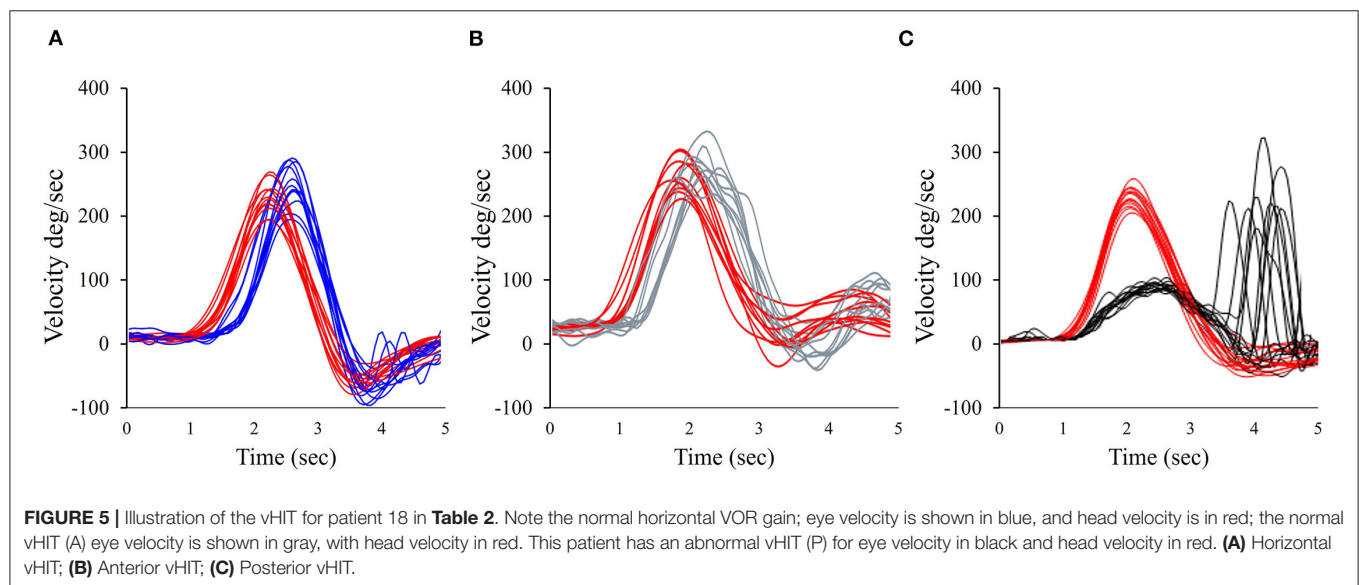 A
B
C
400
300
200
100
0
-100
Velocity deg/sec
0 1 2 3 4 5
Time (sec)
400
300
200
100
0
-100
Velocity deg/sec
0 1 2 3 4 5
Time (sec)
400
300
200
100
0
-100
Velocity deg/sec
0 1 2 3 4 5
Time (sec)
FIGURE 5 | Illustration of the vHIT for patient 18 in Table 2. Note the normal horizontal VOR gain; eye velocity is shown in blue, and head velocity is in red; the normal
vHIT (A) eye velocity is shown in gray, with head velocity in red. This patient has an abnormal vHIT (P) for eye velocity in black and head velocity in red. (A) Horizontal
vHIT; (B) Anterior vHIT; (C) Posterior vHIT.